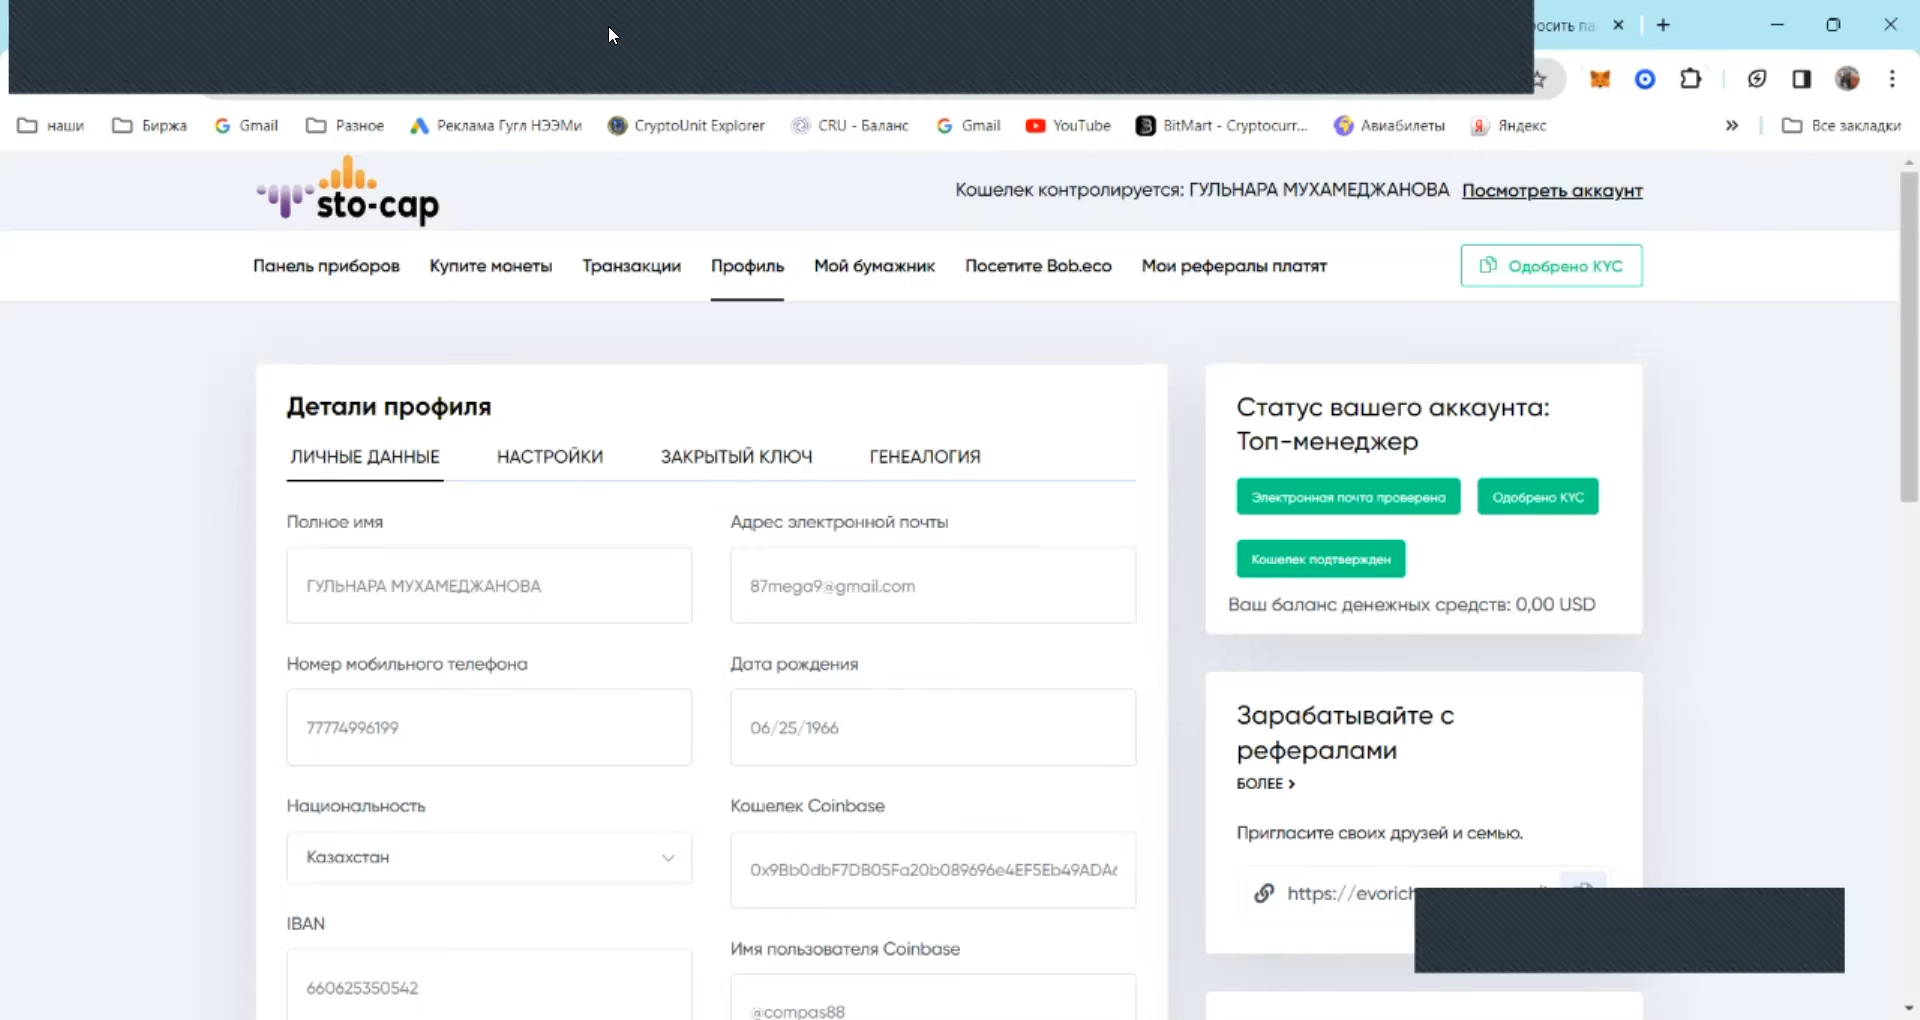 наши
Биржа
Gmail
Разное
Реклама Гугл НЭЭМи
CryptoUnit Explorer
CRU - Баланс
Gmail
YouTube
BitMart - Cryptocurr...
Авиабилеты
Яндекс
Все закладки
sto-cap
Кошелек контролируется: ГУЛЬНАРА МУХАМЕДЖАНОВА Посмотреть аккаунт
Панель приборов
Купите монеты
Транзакции
Профиль
Мой бумажник
Посетите Bob.eco
Мои рефералы платят
Одобрено KYC
Детали профиля
ЛИЧНЫЕ ДАННЫЕ
НАСТРОЙКИ
ЗАКРЫТЫЙ КЛЮЧ
ГЕНЕАЛОГИЯ
Полное имя
ГУЛЬНАРА МУХАМЕДЖАНОВА
Адрес электронной почты
87mega9@gmail.com
Номер мобильного телефона
77774996199
Дата рождения
06/25/1966
Национальность
Казахстан
Кошелек Coinbase
0x9Bb0dbF7DB05Fa20b089696e4EF5Eb49ADA
IBAN
660625350542
Имя пользователя Coinbase
@compas88
Статус вашего аккаунта:
Топ-менеджер
Электронная почта проверена
Одобрено KYC
Кошелек подтвержден
Ваш баланс денежных средств: 0,00 USD
Зарабатывайте с
рефералами
БОЛЕЕ
Пригласите своих друзей и семью.
https://evorich